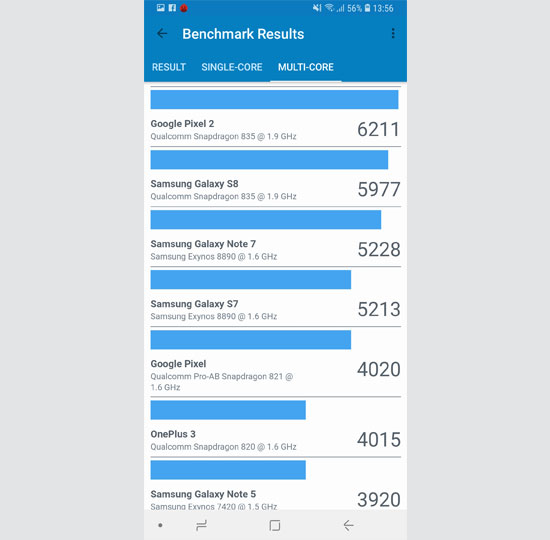 56% 13:56
Benchmark Results
RESULT SINGLE-CORE MULTI-CORE
Google Pixel 2
Qualcomm Snapdragon 835 @ 1.9 GHz
6211
Samsung Galaxy S8
Qualcomm Snapdragon 835 @ 1.9 GHz
5977
Samsung Galaxy Note 7
Samsung Exynos 8890 @ 1.6 GHz
5228
Samsung Galaxy S7
Samsung Exynos 8890 @ 1.6 GHz
5213
Google Pixel
Qualcomm Pro-AB Snapdragon 821 @
1.6 GHz
4020
OnePlus 3
Qualcomm Snapdragon 820 @ 1.6 GHz
4015
Samsung Galaxy Note 5
Samsung Exynos 7420 @ 1.5 GHz
3920